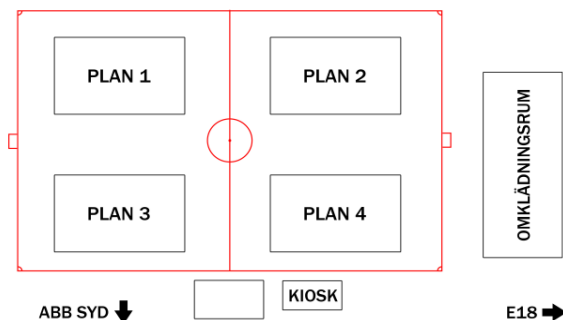 PLAN 1
PLAN 2
PLAN 3
PLAN 4
OMKLÄDNINGSRUM
KIOSK
ABB SYD
E18